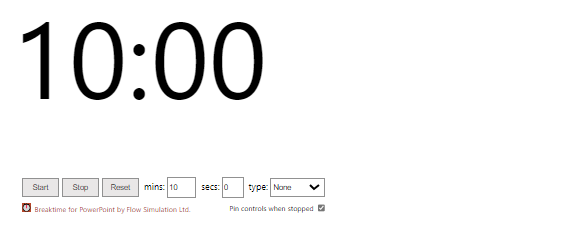 10:00
Start Stop Reset mins: 10 secs: 0 type: None
Breaktime for PowerPoint by Flow Simulation Ltd. Pin controls when stopped